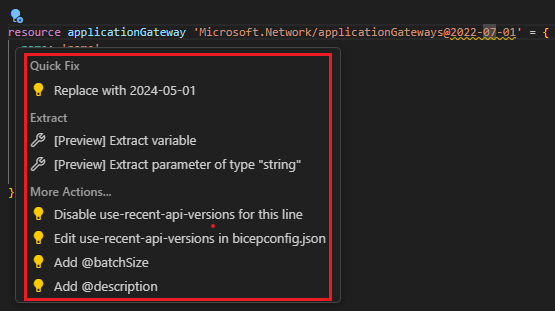 resource applicationGateway 'Microsoft.Network/applicationGateways@2022-07-01' = {
Quick Fix
Replace with 2024-05-01
Extract
[Preview] Extract variable
[Preview] Extract parameter of type "string"
More Actions...
}
Disable use-recent-api-versions for this line
Edit use-recent-api-versions in bicepconfig.json
Add @batchSize
Add @description